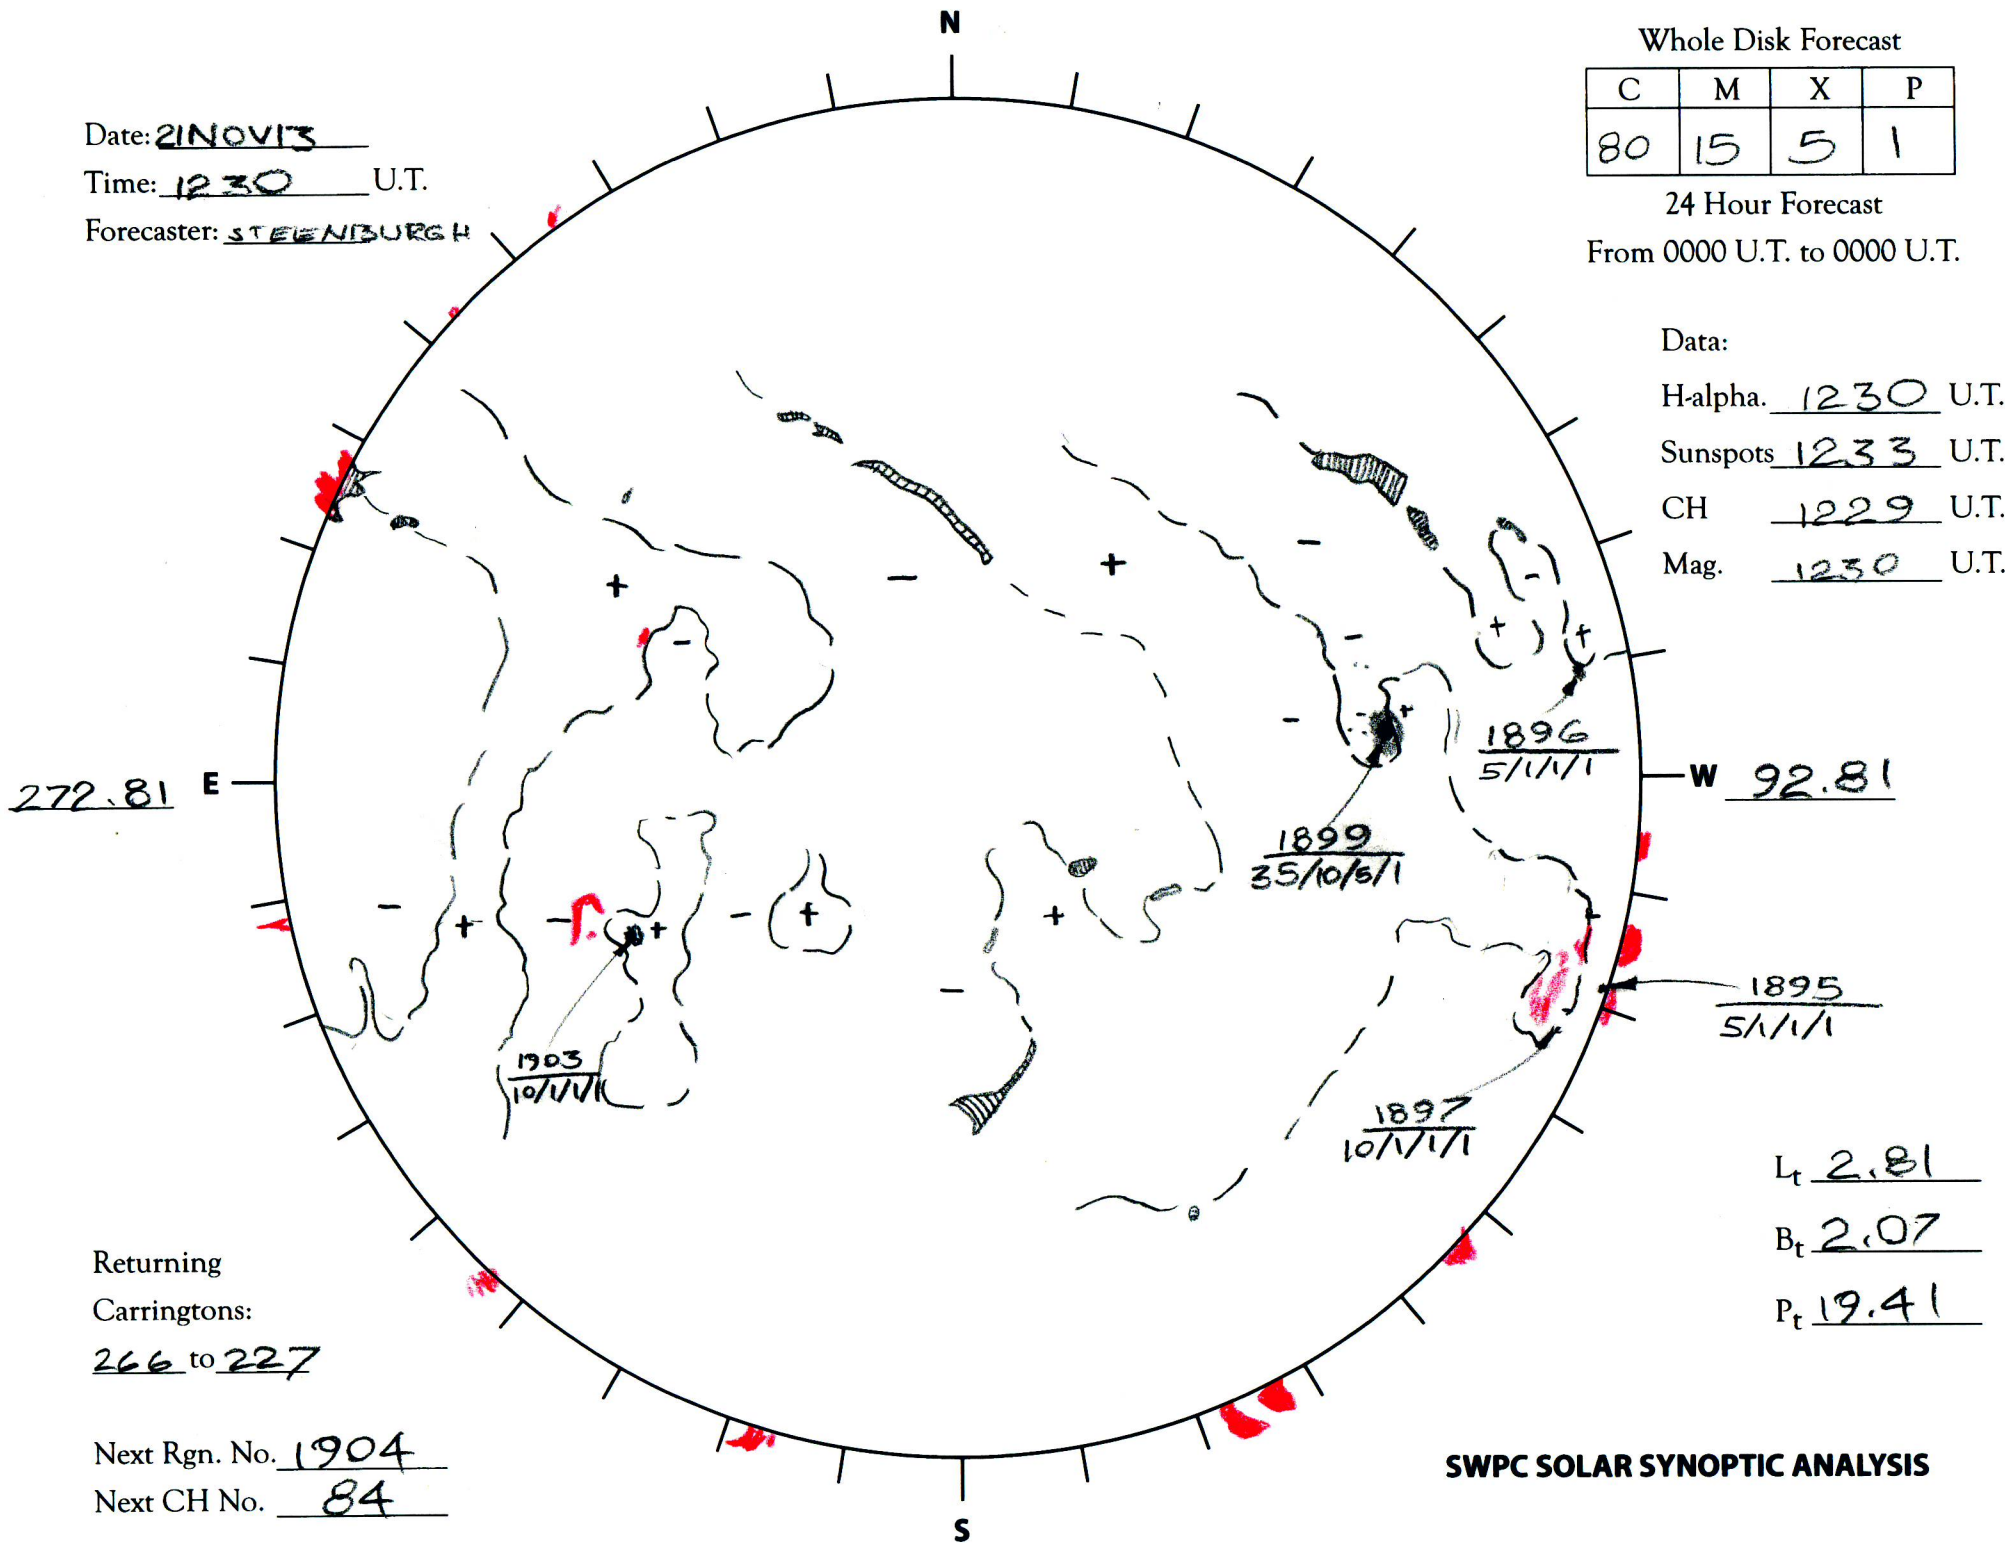 N
Whole Disk Forecast
C M X P
80 15 5 1
24 Hour Forecast
From 0000 U.T. to 0000 U.T.
Date: 21NOV13
Time: 1230 U.T.
Forecaster: STEENBURGH
Data:
H-alpha. 1230 U.T.
Sunspots 1233 U.T.
CH 1229 U.T.
Mag. 1230 U.T.
+ - + - - +
+ - - +
1896
5/1/1/1
272.81 E
W 92.81
1899
35/10/5/1
- + - + - + + -
1895
5/1/1/1
1903
10/1/1/1
1897
10/1/1/1
Lt 2.81
Bt 2.07
Pt 19.41
Returning
Carringtons:
266 to 227
Next Rgn. No. 1904
Next CH No. 84
SWPC SOLAR SYNOPTIC ANALYSIS
S